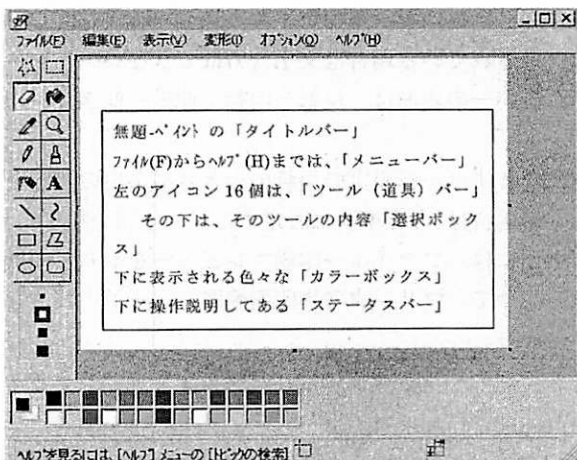 ファイル(F) 編集(E) 表示(V) 変形(I) オプション(O) ヘルプ(H)
A
無題-ペイント の「タイトルバー」
ファイル(F)からヘルプ(H)までは、「メニューバー」
左のアイコン16個は、「ツール（道具）バー」
その下は、そのツールの内容「選択ボック
ス」
下に表示される色々な「カラーボックス」
下に操作説明してある「ステータスバー」
ヘルプを見るには、[ヘルプ] メニューの [トピックの検索]